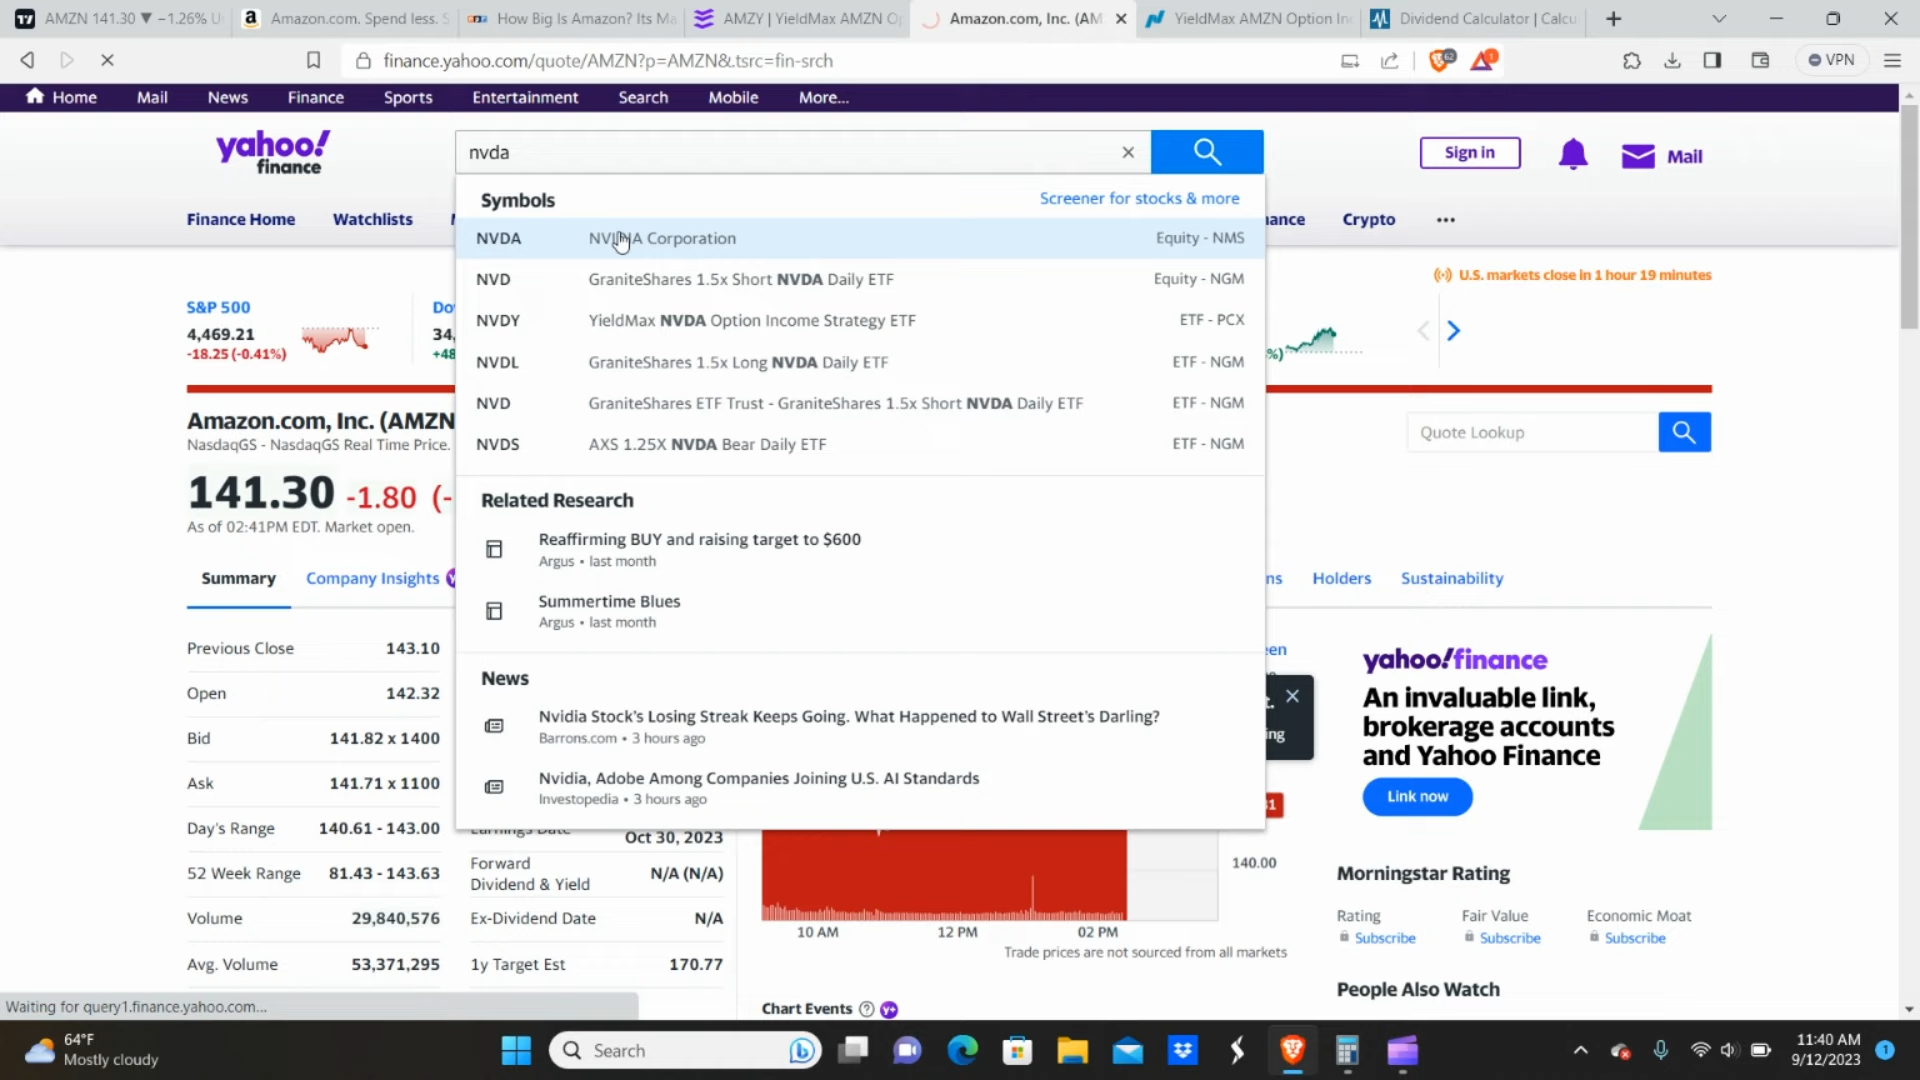 AMZN 141.30 ▼ −1.26% U
Amazon.com. Spend less. S
How Big Is Amazon? Its Ma
AMZY | YieldMax AMZN Op
Amazon.com, Inc. (AM
YieldMax AMZN Option Inc
Dividend Calculator | Calcu
finance.yahoo.com/quote/AMZN?p=AMZN&.tsrc=fin-srch
62
1
VPN
Home
Mail
News
Finance
Sports
Entertainment
Search
Mobile
More...
yahoo!
finance
nvda
Sign in
Mail
Finance Home
Watchlists
Crypto
Symbols
Screener for stocks & more
NVDA
Corporation
Equity - NMS
NVD
GraniteShares 1.5x Short NVDA Daily ETF
Equity - NGM
NVDY
YieldMax NVDA Option Income Strategy ETF
ETF - PCX
NVDL
GraniteShares 1.5x Long NVDA Daily ETF
ETF - NGM
NVD
GraniteShares ETF Trust - GraniteShares 1.5x Short NVDA Daily ETF
ETF - NGM
NVDS
AXS 1.25X NVDA Bear Daily ETF
ETF - NGM
Related Research
Reaffirming BUY and raising target to $600
Argus • last month
Summertime Blues
Argus • last month
News
Nvidia Stock's Losing Streak Keeps Going. What Happened to Wall Street's Darling?
Barrons.com • 3 hours ago
Nvidia, Adobe Among Companies Joining U.S. AI Standards
Investopedia • 3 hours ago
U.S. markets close in 1 hour 19 minutes
S&P 500
4,469.21
-18.25 (-0.41%)
Do
34,
+48
%)
Amazon.com, Inc. (AMZN
NasdaqGS - NasdaqGS Real Time Price.
141.30 -1.80 (-
As of 02:41PM EDT. Market open.
Quote Lookup
Summary
Company Insights
ns
Holders
Sustainability
Previous Close 143.10
Open 142.32
Bid 141.82 x 1400
Ask 141.71 x 1100
Day's Range 140.61 - 143.00
52 Week Range 81.43 - 143.63
Volume 29,840,576
Avg. Volume 53,371,295
Earnings Date
Oct 30, 2023
Forward
Dividend & Yield N/A (N/A)
Ex-Dividend Date N/A
1y Target Est 170.77
140.00
10 AM
12 PM
02 PM
Trade prices are not sourced from all markets
Chart Events
Y+
yahoo!finance
An invaluable link,
brokerage accounts
and Yahoo Finance
Link now
Morningstar Rating
Rating
Fair Value
Economic Moat
Subscribe
Subscribe
Subscribe
People Also Watch
Waiting for query1.finance.yahoo.com...
64°F
Mostly cloudy
Search
11:40 AM
9/12/2023
1